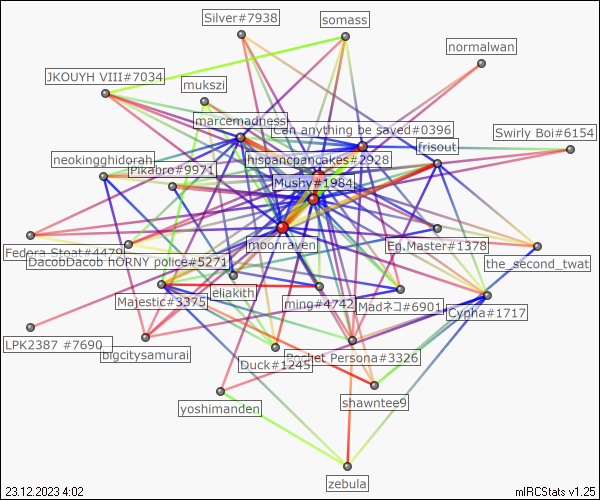 Silver#7938
somass
normalwan
JKOUYH VIII#7034
mukszi
marcemadness
Can anything be saved#0396
Swirly Boi#6154
frisout
neokingghidorah
hispancpancakes#2928
Pikabro#9971
Mushy#1984
moonraven
Eg.Master#1378
Fedora Stoat#4479
DacobDacob hORNY police#5271
the_second_twat
eliakith
Majestic#3375
ming#4742
Madネコ#6901
Cypha#1717
LPK2387 #7690
bigcitysamurai
Pocket Persona#3326
Duck#1245
shawntee9
yoshimanden
zebula
23.12.2023 4:02
mIRCStats v1.25